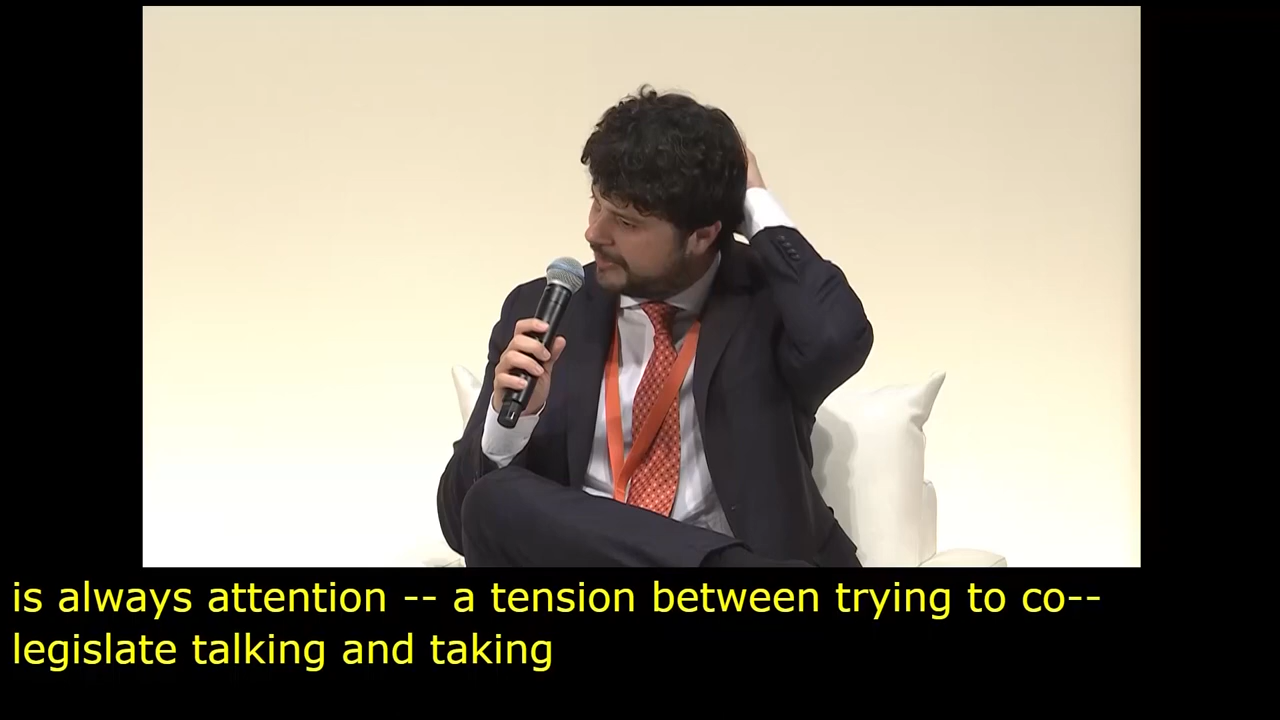 is always attention -- a tension between trying to co--
legislate talking and taking